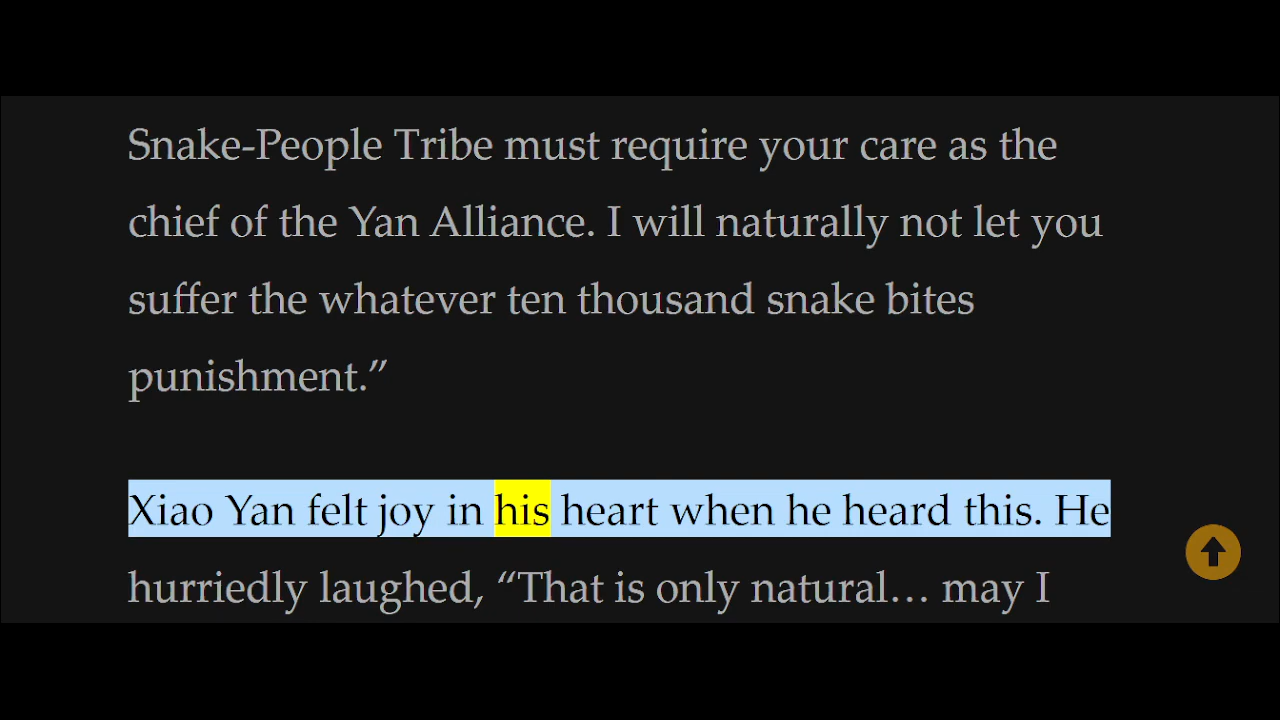 Snake-People Tribe must require your care as the
chief of the Yan Alliance. I will naturally not let you
suffer the whatever ten thousand snake bites
punishment.”
Xiao Yan felt joy in his heart when he heard this. He
hurriedly laughed, “That is only natural… may I